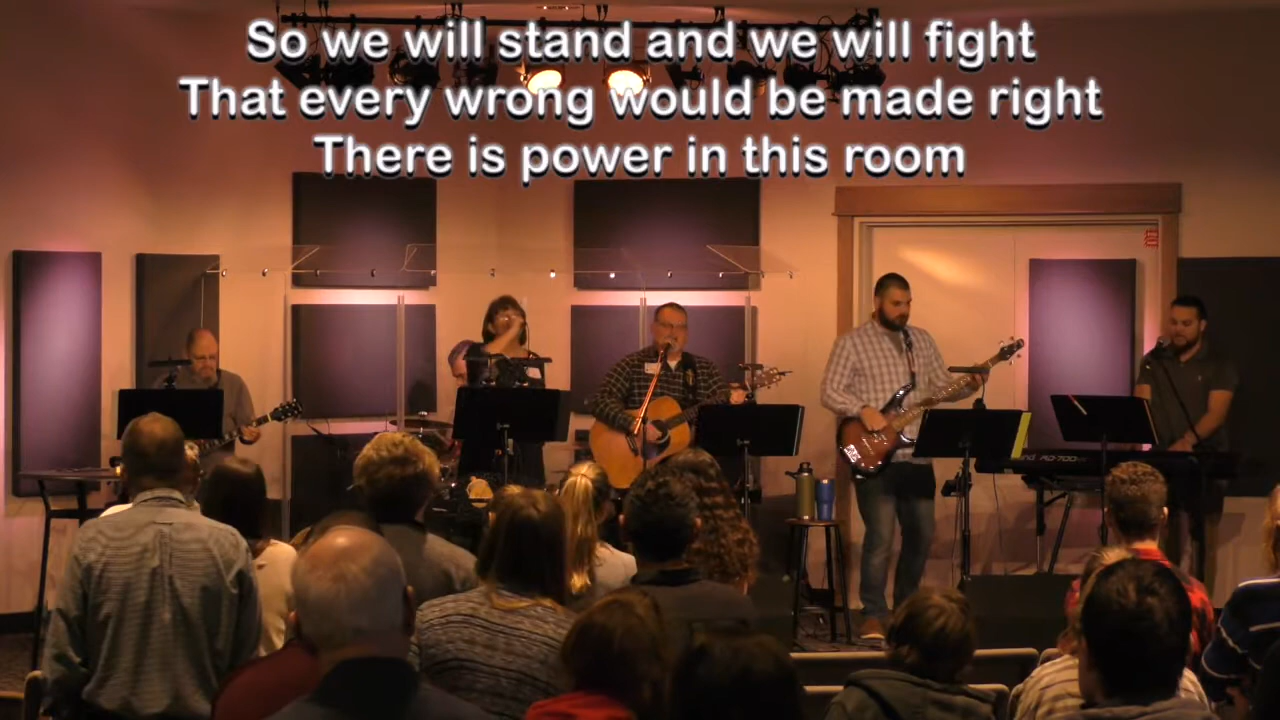 So we will stand and we will fight
That every wrong would be made right
There is power in this room